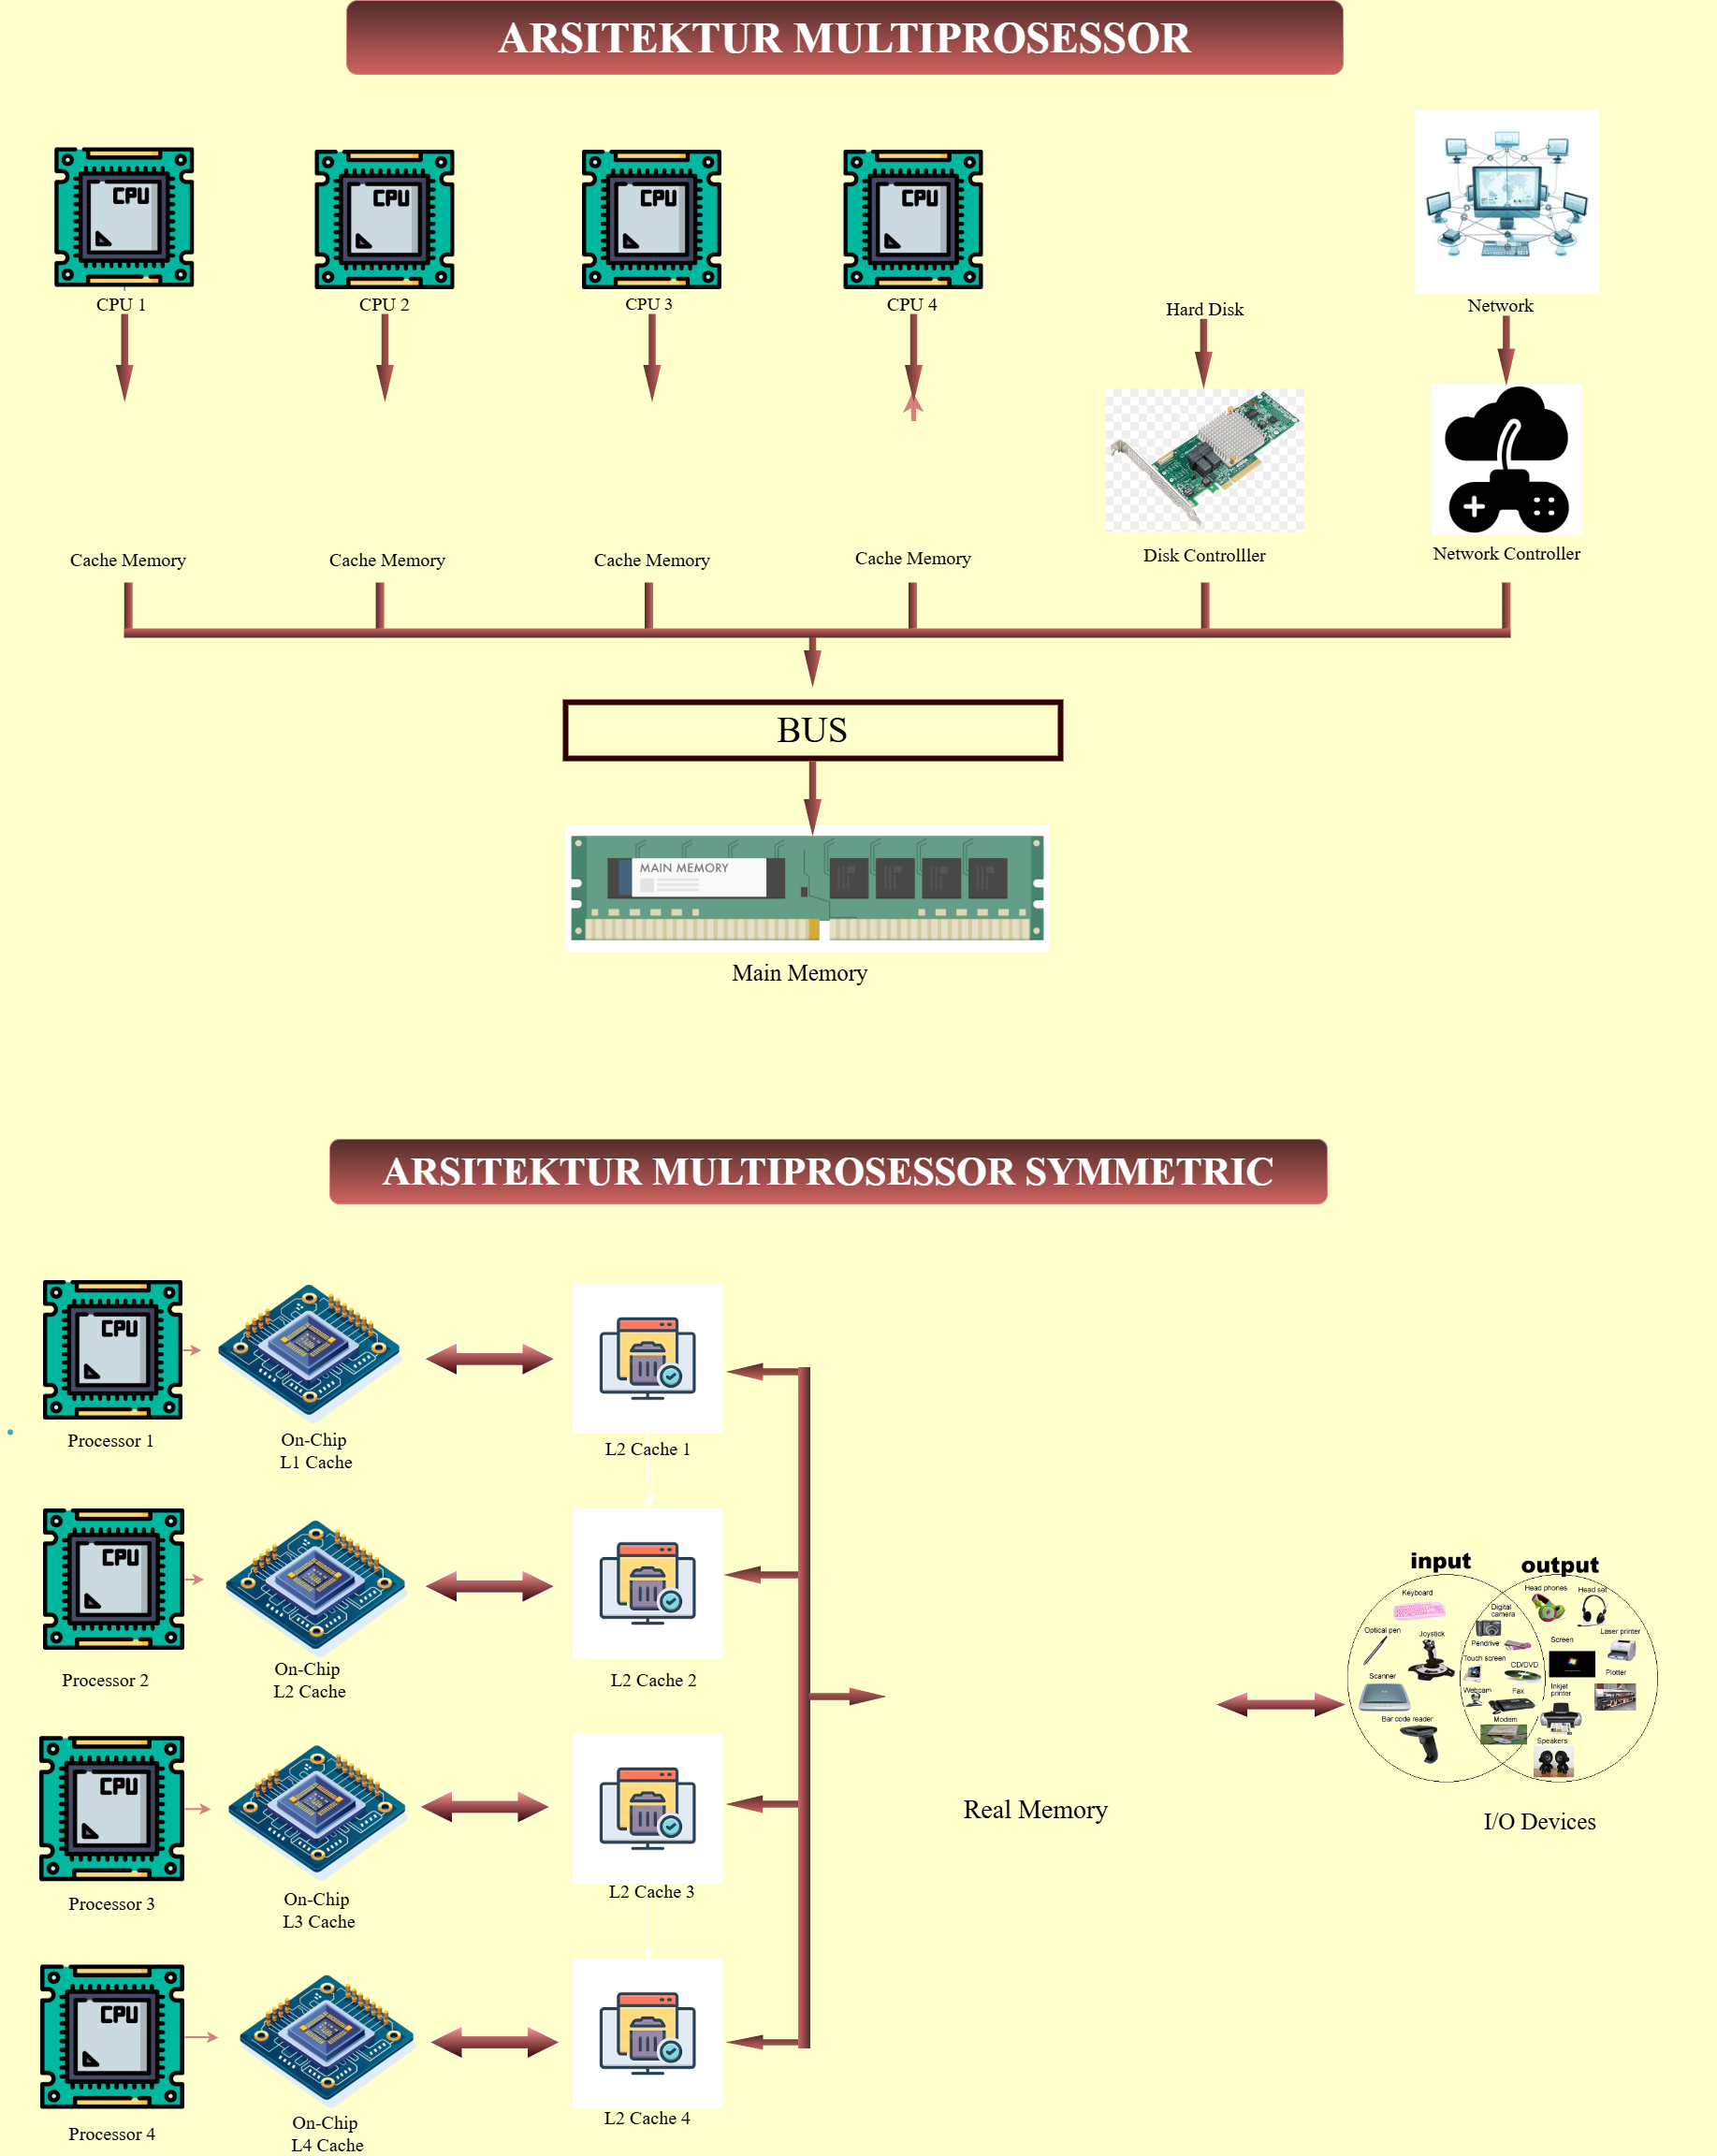 ARSITEKTUR MULTIPROSESSOR
CPU
CPU
CPU
CPU
CPU 1
CPU 2
CPU 3
CPU 4
Hard Disk
Network
Cache Memory
Cache Memory
Cache Memory
Cache Memory
Disk Controlller
Network Controller
BUS
MAIN MEMORY
Main Memory
ARSITEKTUR MULTIPROSESSOR SYMMETRIC
CPU
Processor 1
On-Chip
L1 Cache
L2 Cache 1
CPU
Processor 2
On-Chip
L2 Cache
L2 Cache 2
CPU
Processor 3
On-Chip
L3 Cache
L2 Cache 3
CPU
Processor 4
On-Chip
L4 Cache
L2 Cache 4
Real Memory
input
output
Keyboard
Optical pen
Joystick
Scanner
Bar code reader
Digital
camera
Pendrive
Touch screen
CD/DVD
Webcam
Fax
Modem
Head phones
Head set
Laser printer
Screen
Plotter
Inkjet
printer
Speakers
I/O Devices